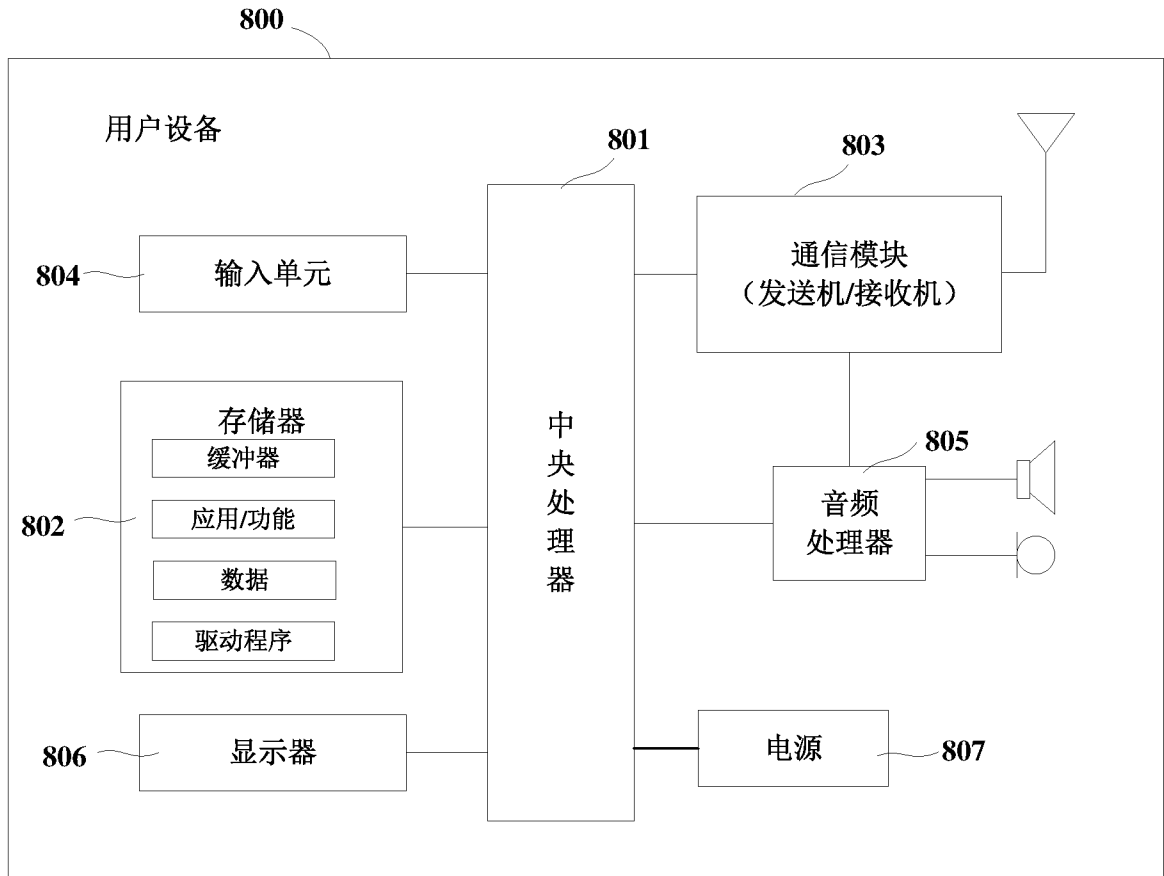 800
用户设备
801
803
804
输入单元
通信模块
（发送机/接收机）
802
存储器
缓冲器
应用/功能
数据
驱动程序
中
央
处
理
器
805
音频
处理器
806
显示器
电源
807